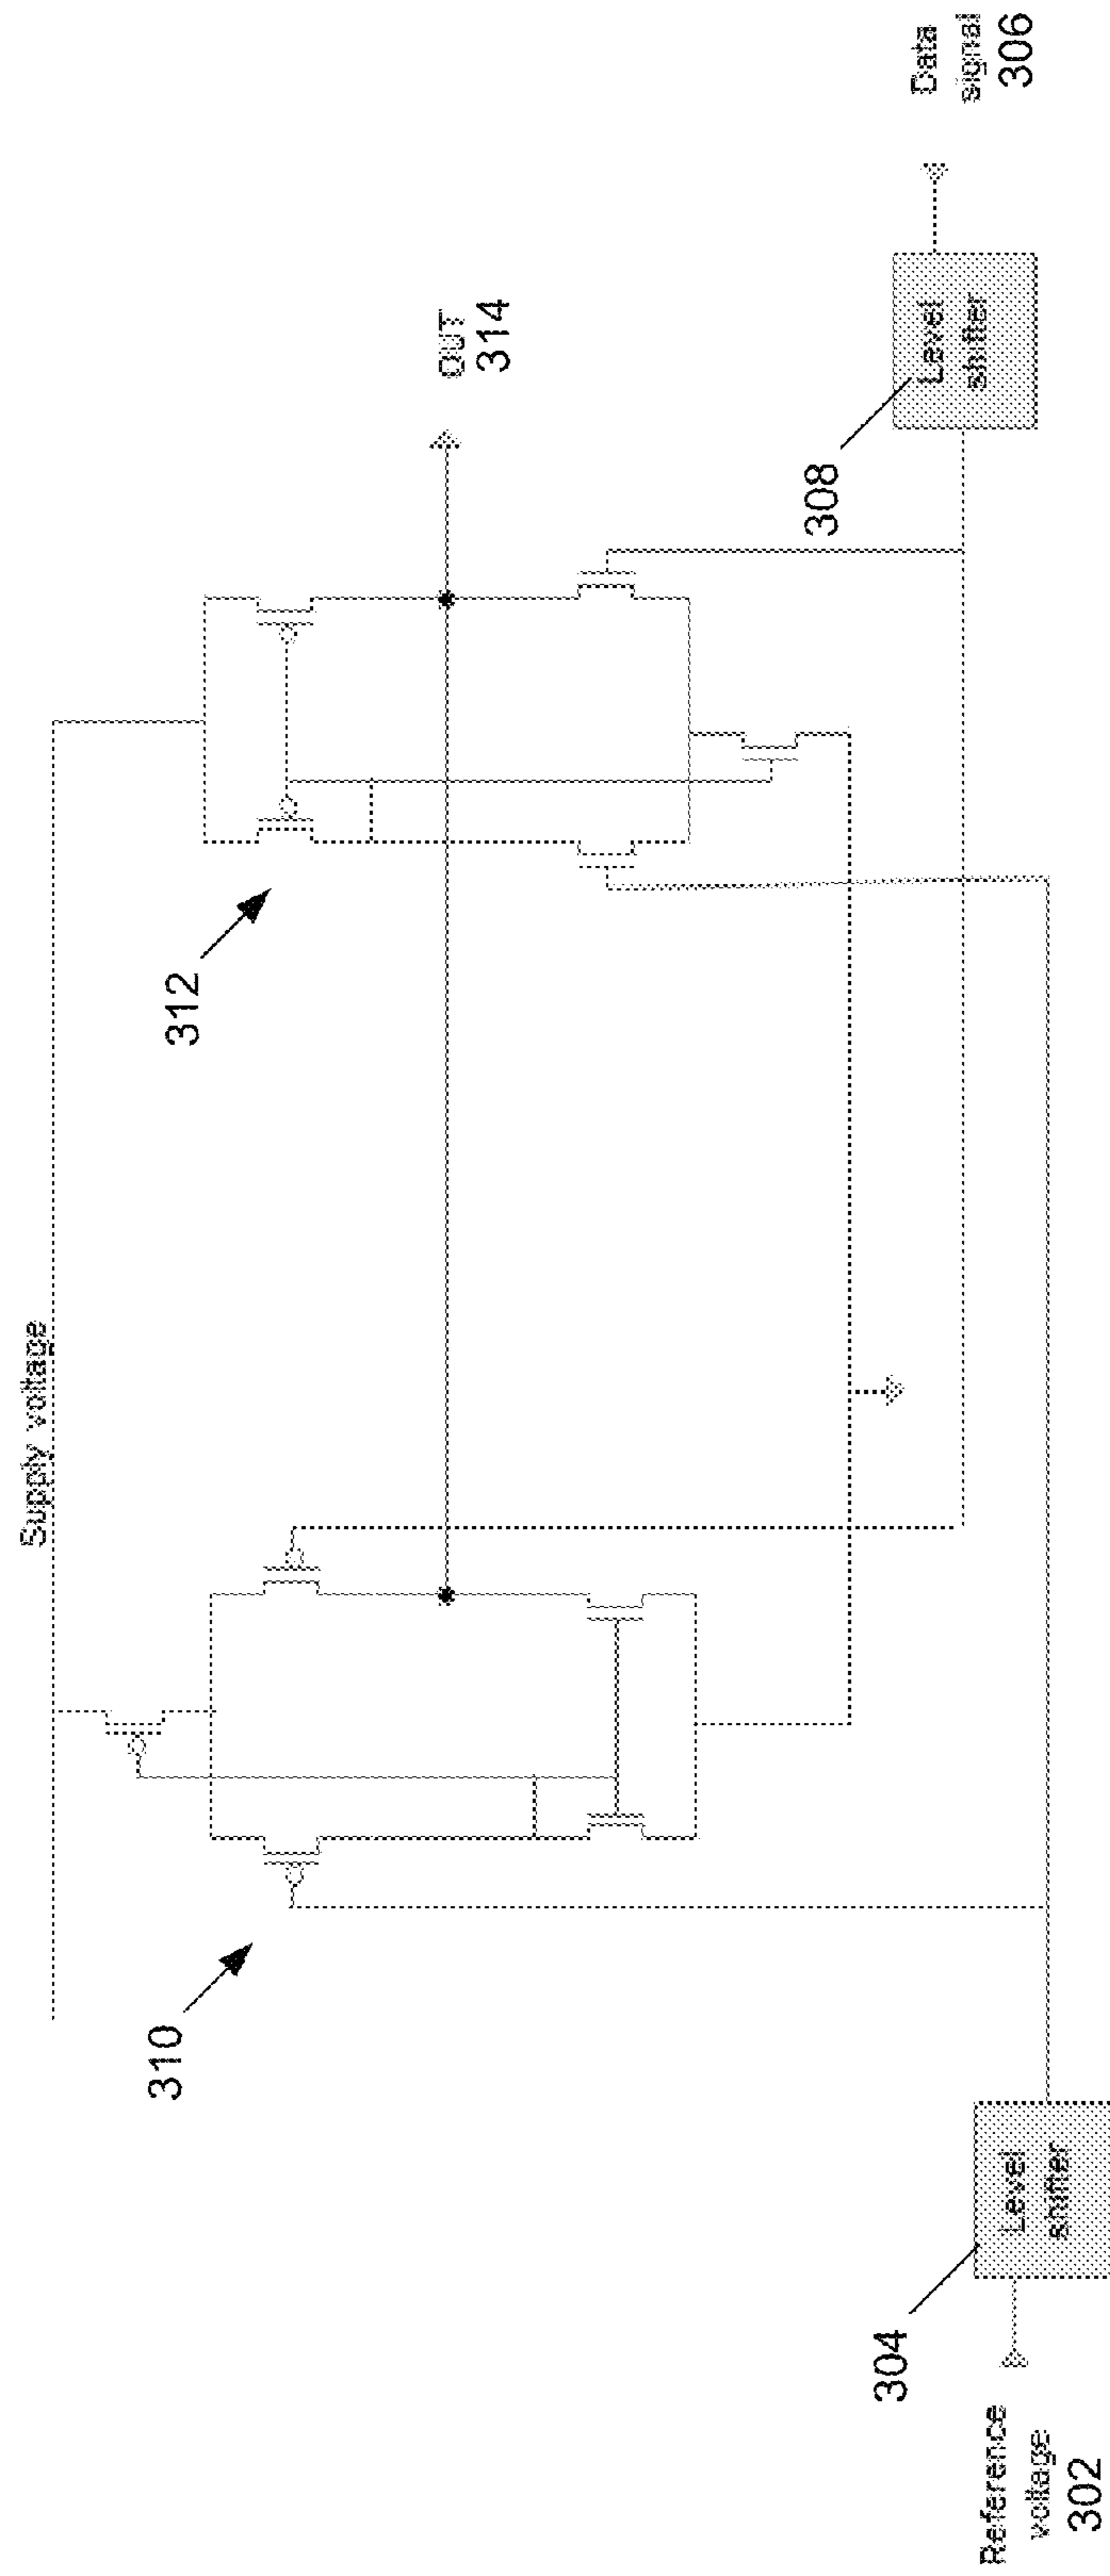 Supply voltage
310
312
OUT
314
304
Level
shifter
Reference
voltage
302
308
Level
shifter
Data
signal
306